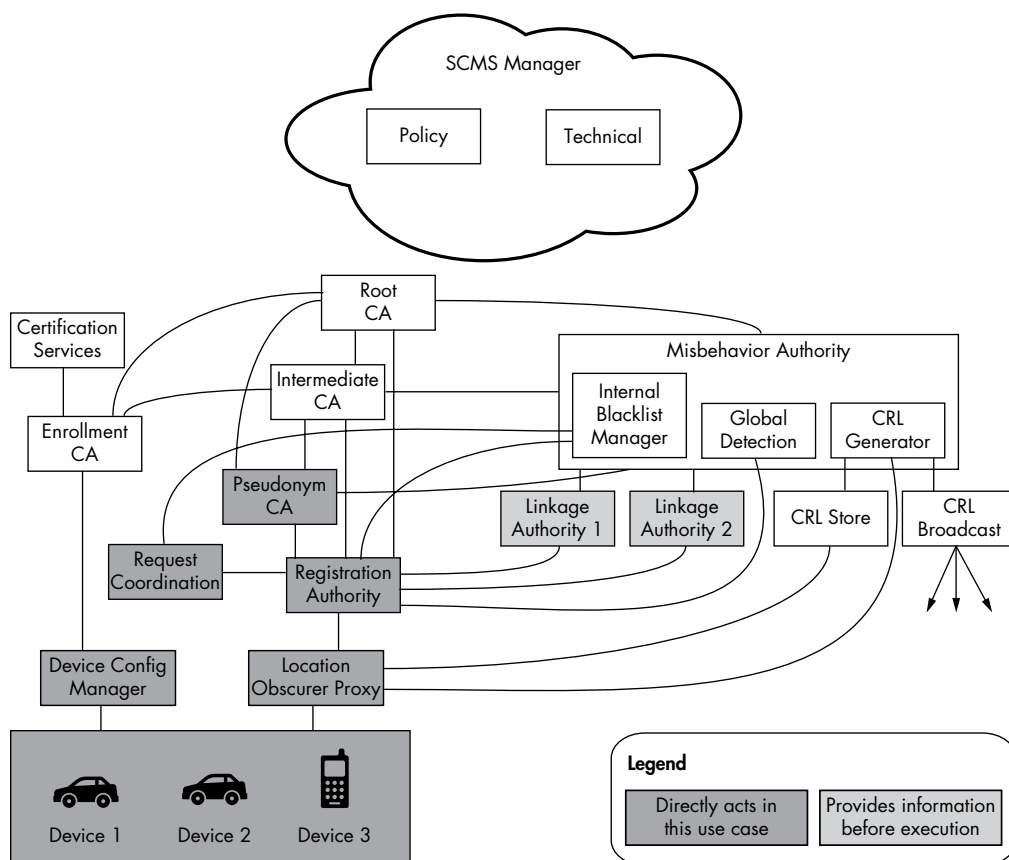 SCMS Manager
Policy
Technical
Root
CA
Certification
Services
Misbehavior Authority
Intermediate
CA
Internal
Blacklist
Manager
Global
Detection
CRL
Generator
Enrollment
CA
Pseudonym
CA
Linkage
Authority 1
Linkage
Authority 2
CRL Store
CRL
Broadcast
Request
Coordination
Registration
Authority
Device Config
Manager
Location
Obscurer Proxy
Device 1
Device 2
Device 3
Legend
Directly acts in
this use case
Provides information
before execution